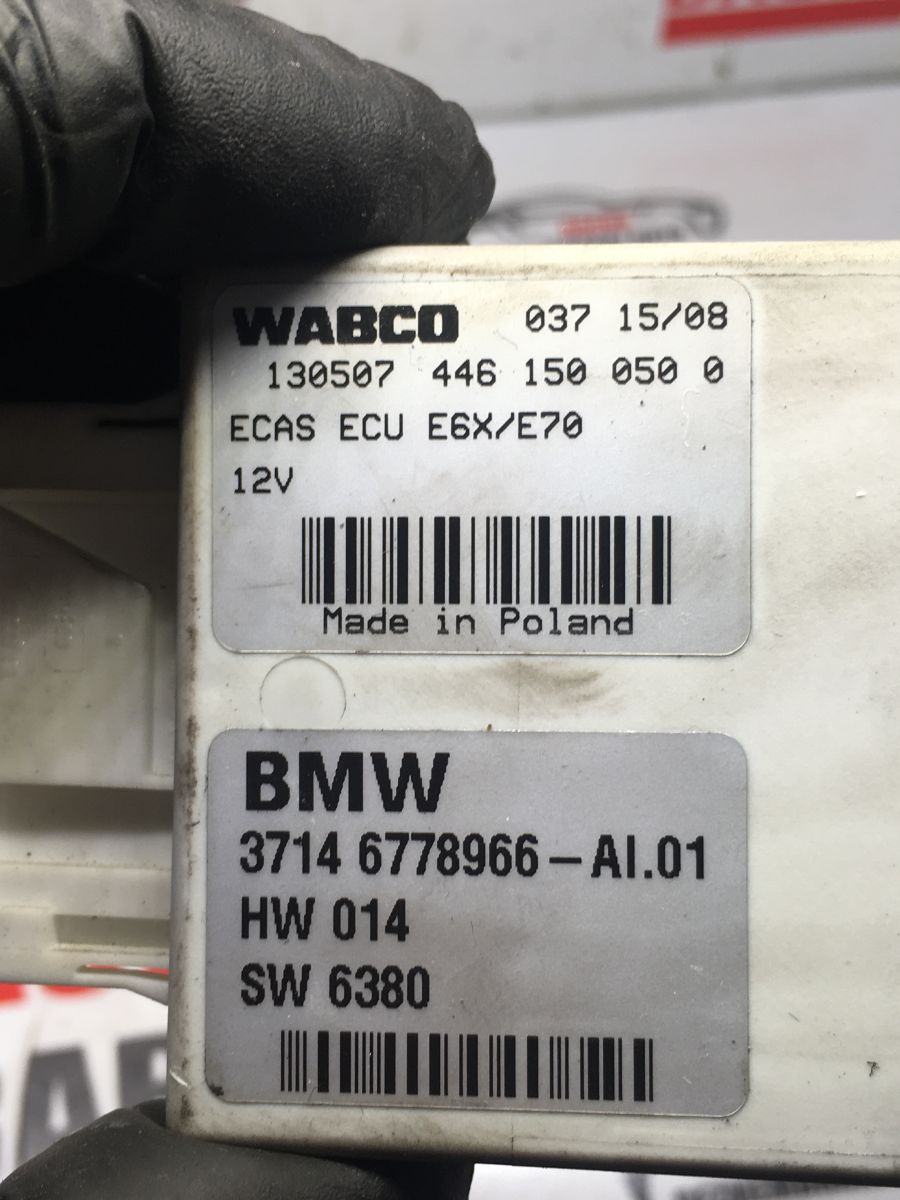 WABCO 037 15/08
130507 446 150 050 0
ECAS ECU E6X/E70
12V
Made in Poland
BMW
3714 6778966–AI.01
HW 014
SW 6380